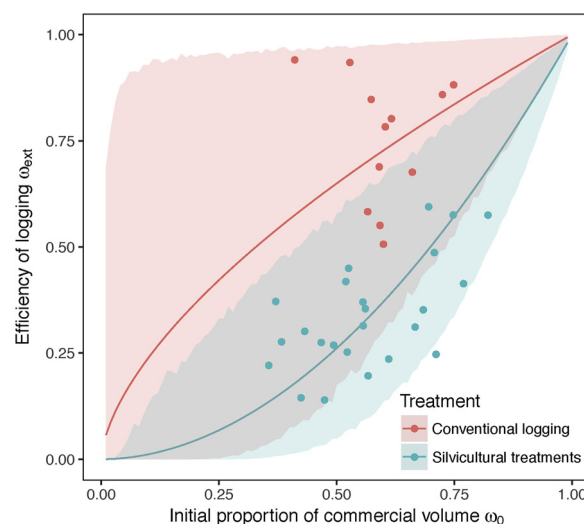 1.00
0.75
0.50
0.25
0.00
Efficiency of logging ωext
Treatment
Conventional logging
Silvicultural treatments
0.00 0.25 0.50 0.75 1.00
Initial proportion of commercial volume ω0